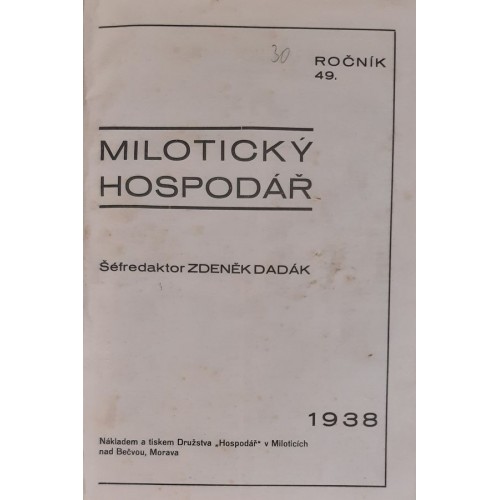 30
ROČNÍK
49.
MILOTICKÝ
HOSPODÁŘ
Šéfredaktor ZDENĚK DADÁK
1938
Nákladem a tiskem Družstva „Hospodář" v Miloticích
nad Bečvou, Morava